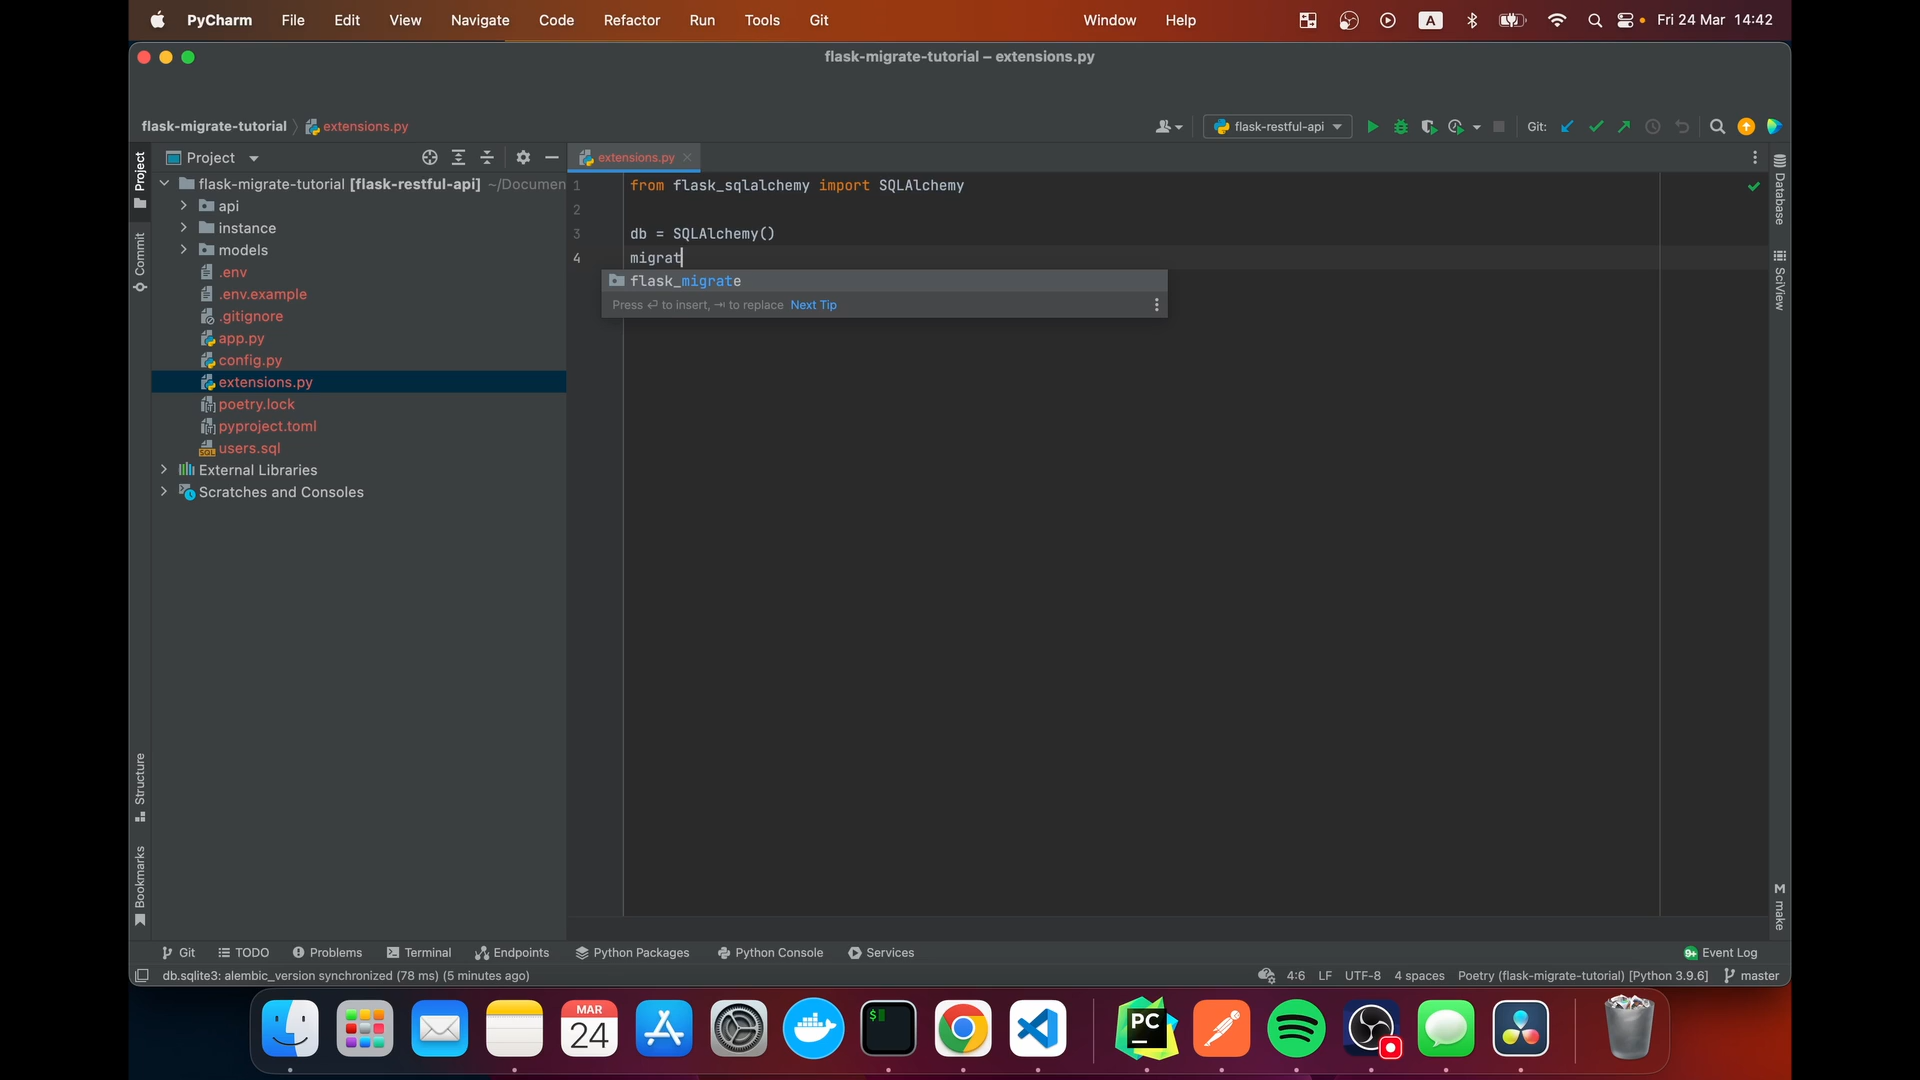 PyCharm File Edit View Navigate Code Refactor Run Tools Git Window Help A Fri 24 Mar 14:42
flask-migrate-tutorial – extensions.py
flask-migrate-tutorial extensions.py flask-restful-api Git:
Project extensions.py
flask-migrate-tutorial [flask-restful-api] ~/Documen
api
instance
models
.env
.env.example
.gitignore
app.py
config.py
extensions.py
poetry.lock
pyproject.toml
users.sql
External Libraries
Scratches and Consoles
1 from flask_sqlalchemy import SQLAlchemy
2
3 db = SQLAlchemy()
4 migrat
flask_migrate
Press ↵ to insert, ⇥ to replace Next Tip
Project
Commit
Structure
Bookmarks
Database
SciView
M make
Git TODO Problems Terminal Endpoints Python Packages Python Console Services 9+ Event Log
db.sqlite3: alembic_version synchronized (78 ms) (5 minutes ago) 4:6 LF UTF-8 4 spaces Poetry (flask-migrate-tutorial) [Python 3.9.6] master
MAR
24
$
PC